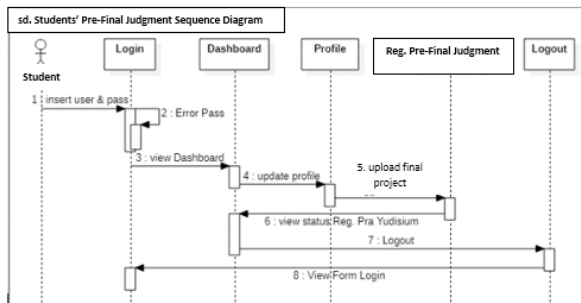 sd. Students' Pre-Final Judgment Sequence Diagram
Login
Dashboard
Profile
Reg. Pre-Final Judgment
Logout
Student
1 : insert user & pass
2 : Error Pass
3 : view Dashboard
4 : update profile
5. upload final
project
6 : view status Reg. Pra Yudisium
7 : Logout
8 : View Form Login